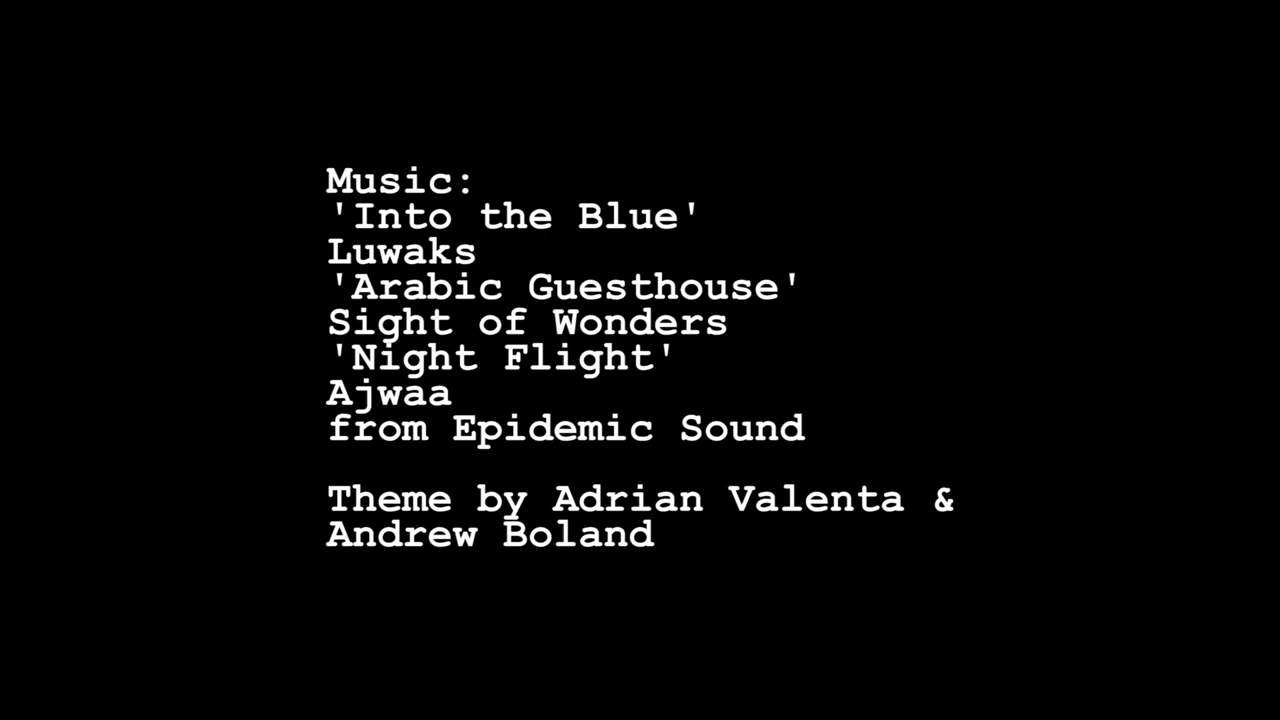 Music:
'Into the Blue'
Luwaks
'Arabic Guesthouse'
Sight of Wonders
'Night Flight'
Ajwaa
from Epidemic Sound
Theme by Adrian Valenta &
Andrew Boland